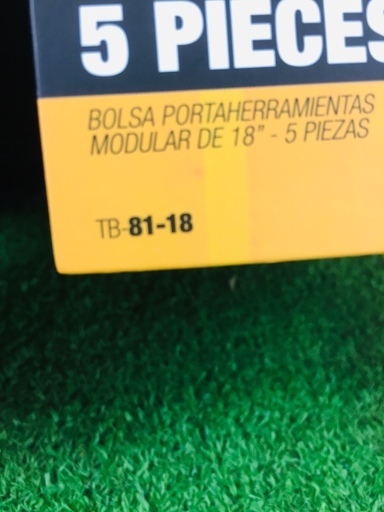 5 PIECES
BOLSA PORTAHERRAMIENTAS
MODULAR DE 18" - 5 PIEZAS
TB-81-18